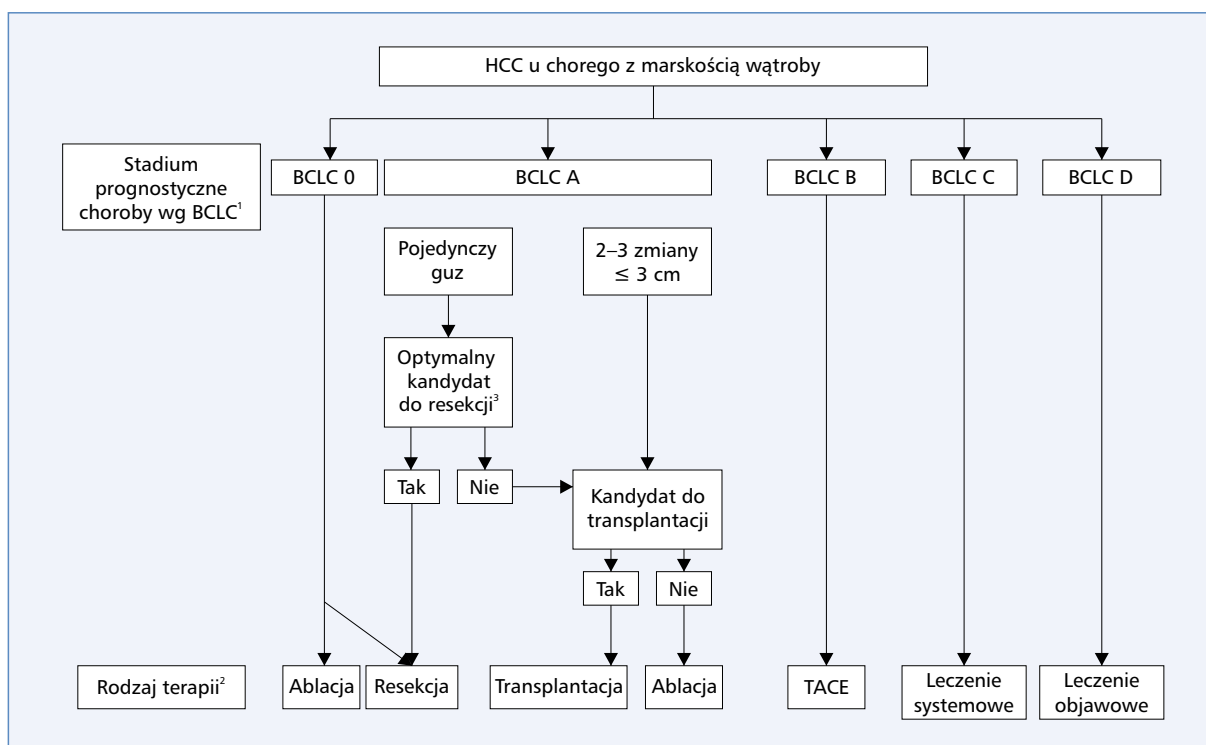 HCC u chorego z marskością wątroby
Stadium
prognostyczne
choroby wg BCLC¹
BCLC 0
BCLC A
BCLC B
BCLC C
BCLC D
Pojedynczy
guz
2–3 zmiany
≤ 3 cm
Optymalny
kandydat
do resekcji³
Tak
Nie
Kandydat do
transplantacji
Tak
Nie
Rodzaj terapii²
Ablacja
Resekcja
Transplantacja
Ablacja
TACE
Leczenie
systemowe
Leczenie
objawowe